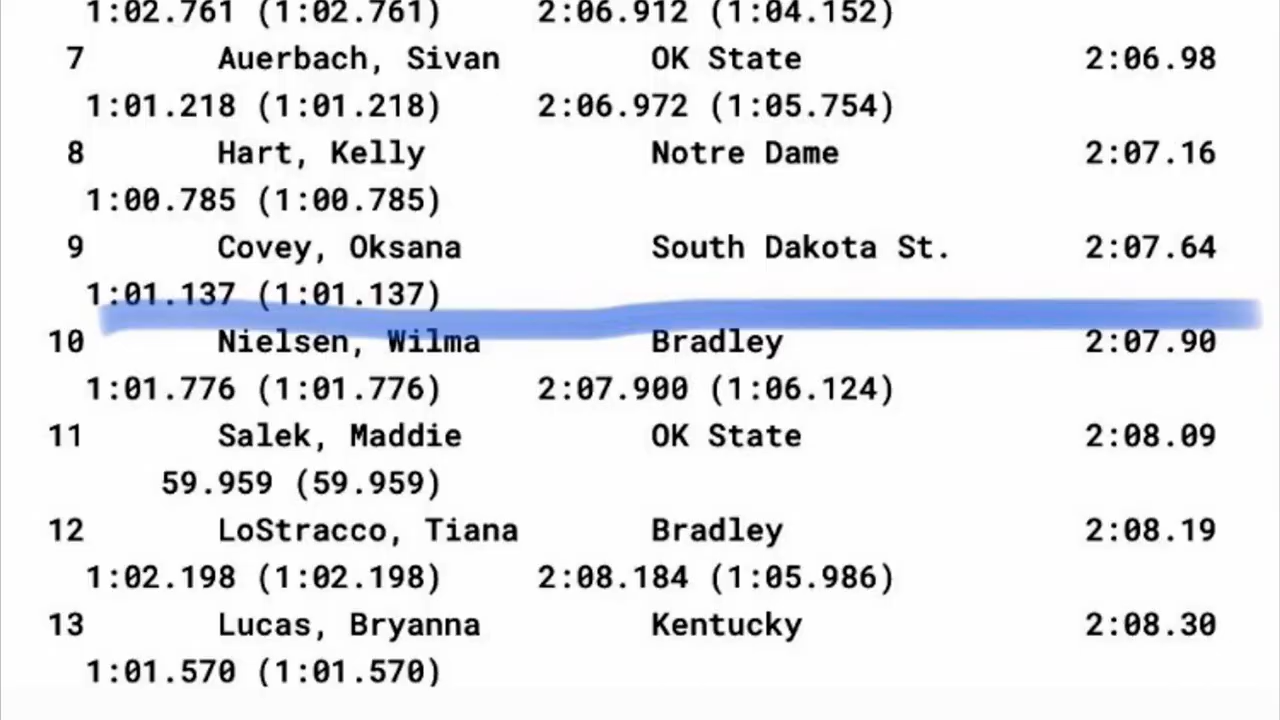 1:02.761 (1:02.761) 2:06.912 (1:04.152)
7 Auerbach, Sivan OK State 2:06.98
1:01.218 (1:01.218) 2:06.972 (1:05.754)
8 Hart, Kelly Notre Dame 2:07.16
1:00.785 (1:00.785)
9 Covey, Oksana South Dakota St. 2:07.64
1:01.137 (1:01.137)
10 Nielsen, Wilma Bradley 2:07.90
1:01.776 (1:01.776) 2:07.900 (1:06.124)
11 Salek, Maddie OK State 2:08.09
59.959 (59.959)
12 LoStracco, Tiana Bradley 2:08.19
1:02.198 (1:02.198) 2:08.184 (1:05.986)
13 Lucas, Bryanna Kentucky 2:08.30
1:01.570 (1:01.570)